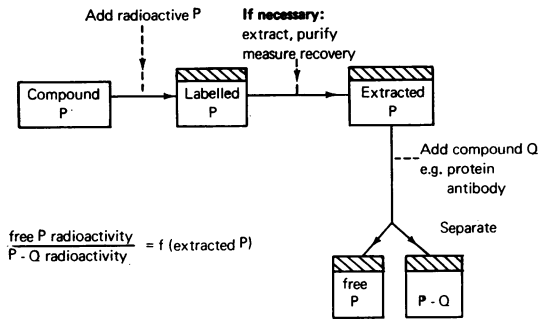 Add radioactive P
If necessary:
extract, purify
measure recovery
Compound
P
Labelled
P
Extracted
P
Add compound Q
e.g. protein
antibody
Separate
free P radioactivity
P - Q radioactivity
= f (extracted P)
free
P
P - Q